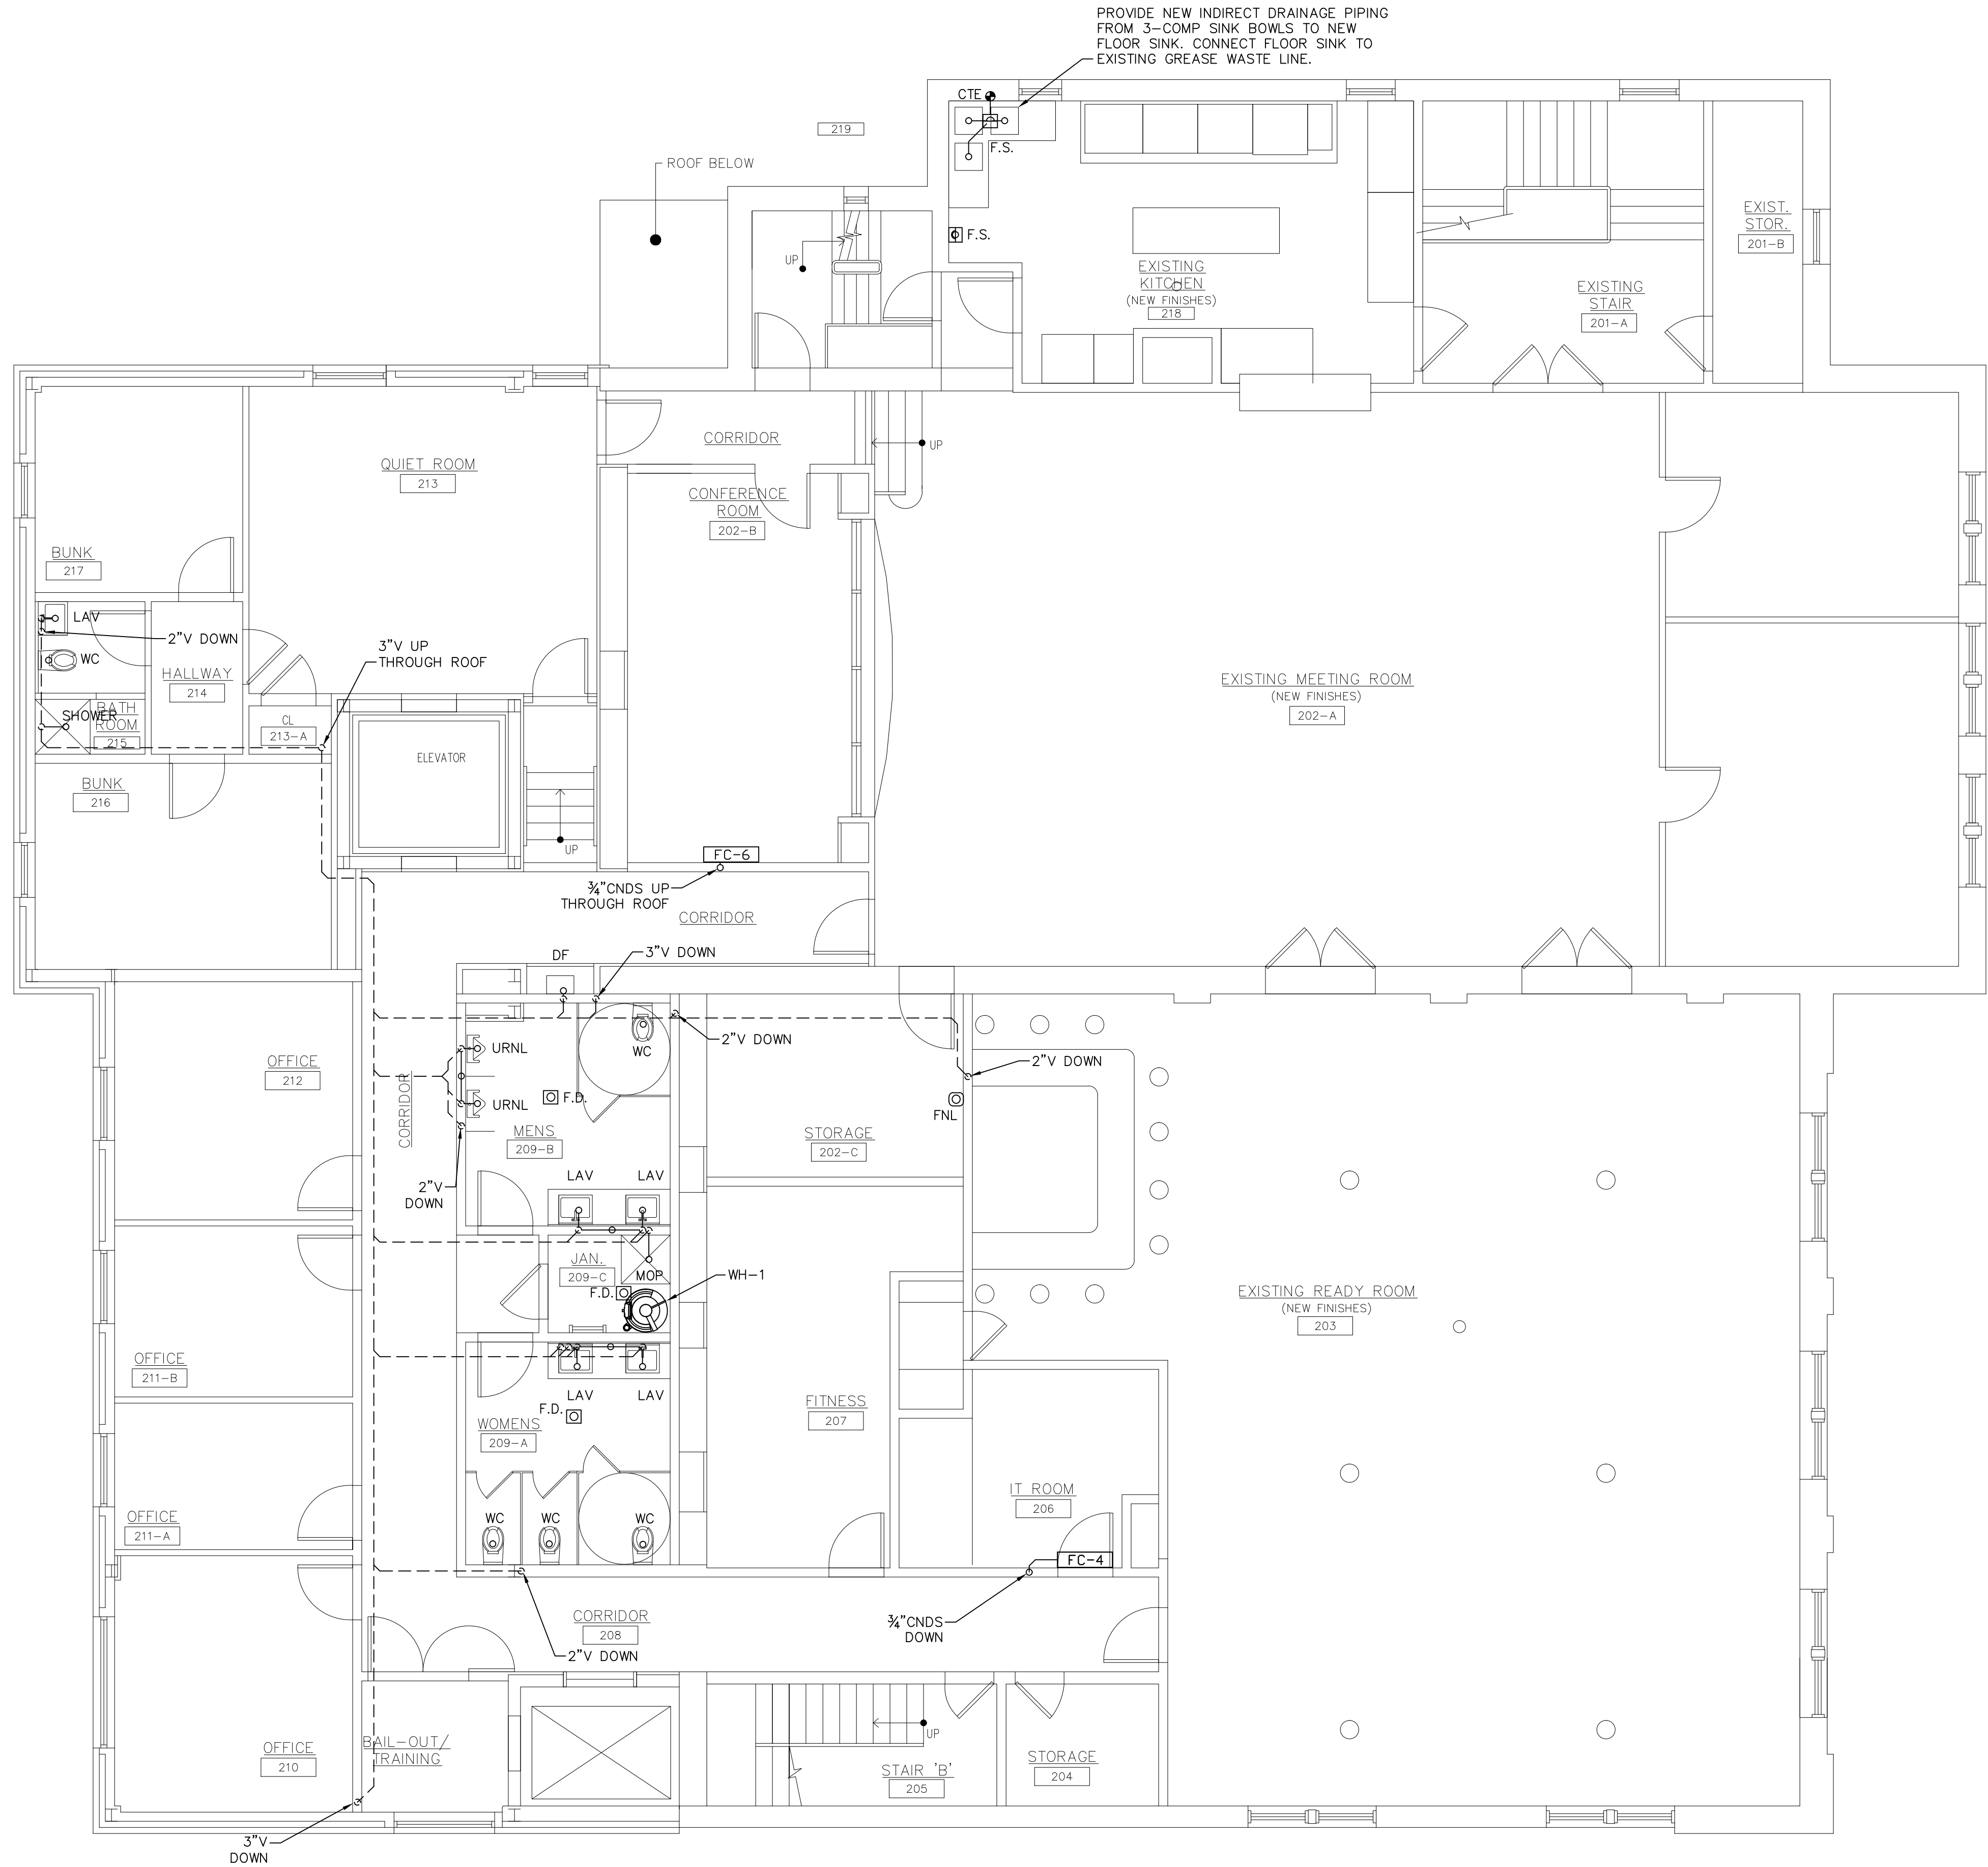 PROVIDE NEW INDIRECT DRAINAGE PIPING
FROM 3-COMP SINK BOWLS TO NEW
FLOOR SINK. CONNECT FLOOR SINK TO
EXISTING GREASE WASTE LINE.
CTE
219
F.S.
ROOF BELOW
F.S.
UP
EXIST.
STOR.
201-B
EXISTING
KITCHEN
(NEW FINISHES)
218
EXISTING
STAIR
201-A
CORRIDOR
UP
QUIET ROOM
213
CONFERENCE
ROOM
202-B
BUNK
217
LAV
2"V DOWN
WC
3"V UP
THROUGH ROOF
HALLWAY
214
EXISTING MEETING ROOM
(NEW FINISHES)
202-A
SHOWER
BATH
ROOM
215
CL
213-A
ELEVATOR
BUNK
216
UP
FC-6
¾"CNDS UP
THROUGH ROOF
CORRIDOR
DF
3"V DOWN
2"V DOWN
URNL
WC
2"V DOWN
OFFICE
212
CORRIDOR
F.D.
URNL
FNL
MENS
209-B
STORAGE
202-C
LAV
LAV
2"V
DOWN
JAN.
209-C
MOP
WH-1
F.D.
EXISTING READY ROOM
(NEW FINISHES)
203
OFFICE
211-B
LAV
LAV
F.D.
WOMENS
209-A
FITNESS
207
IT ROOM
206
OFFICE
211-A
WC
WC
WC
FC-4
CORRIDOR
208
¾"CNDS
DOWN
2"V DOWN
UP
BAIL-OUT/
TRAINING
OFFICE
210
STAIR 'B'
205
STORAGE
204
3"V
DOWN